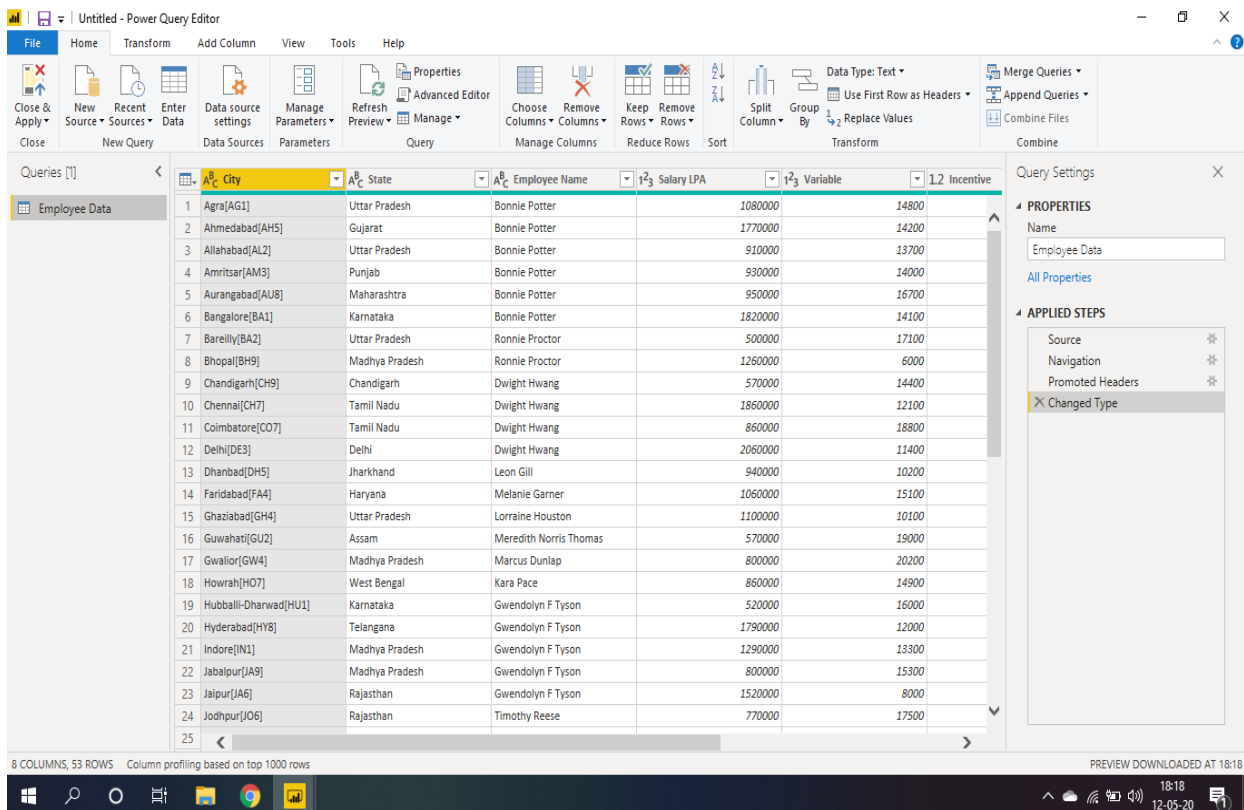 Untitled - Power Query Editor
File Home Transform Add Column View Tools Help
Close & Apply
New Source
Recent Sources
Enter Data
Data source settings
Manage Parameters
Refresh Preview
Properties
Advanced Editor
Manage
Choose Columns
Remove Columns
Keep Rows
Remove Rows
Split Column
Group By
Data Type: Text
Use First Row as Headers
Replace Values
Merge Queries
Append Queries
Combine Files
Close New Query Data Sources Parameters Query Manage Columns Reduce Rows Sort Transform Combine
Queries [1]
Employee Data
City State Employee Name Salary LPA Variable 1.2 Incentive
1 Agra[AG1] Uttar Pradesh Bonnie Potter 1080000 14800
2 Ahmedabad[AH5] Gujarat Bonnie Potter 1770000 14200
3 Allahabad[AL2] Uttar Pradesh Bonnie Potter 910000 13700
4 Amritsar[AM3] Punjab Bonnie Potter 930000 14000
5 Aurangabad[AU8] Maharashtra Bonnie Potter 950000 16700
6 Bangalore[BA1] Karnataka Bonnie Potter 1820000 14100
7 Bareilly[BA2] Uttar Pradesh Ronnie Proctor 500000 17100
8 Bhopal[BH9] Madhya Pradesh Ronnie Proctor 1260000 6000
9 Chandigarh[CH9] Chandigarh Dwight Hwang 570000 14400
10 Chennai[CH7] Tamil Nadu Dwight Hwang 1860000 12100
11 Coimbatore[CO7] Tamil Nadu Dwight Hwang 860000 18800
12 Delhi[DE3] Delhi Dwight Hwang 2060000 11400
13 Dhanbad[DH5] Jharkhand Leon Gill 940000 10200
14 Faridabad[FA4] Haryana Melanie Garner 1060000 15100
15 Ghaziabad[GH4] Uttar Pradesh Lorraine Houston 1100000 10100
16 Guwahati[GU2] Assam Meredith Norris Thomas 570000 19000
17 Gwalior[GW4] Madhya Pradesh Marcus Dunlap 800000 20200
18 Howrah[HO7] West Bengal Kara Pace 860000 14900
19 Hubballi-Dharwad[HU1] Karnataka Gwendolyn F Tyson 520000 16000
20 Hyderabad[HY8] Telangana Gwendolyn F Tyson 1790000 12000
21 Indore[IN1] Madhya Pradesh Gwendolyn F Tyson 1290000 13300
22 Jabalpur[JA9] Madhya Pradesh Gwendolyn F Tyson 800000 15300
23 Jaipur[JA6] Rajasthan Gwendolyn F Tyson 1520000 8000
24 Jodhpur[JO6] Rajasthan Timothy Reese 770000 17500
25
Query Settings
PROPERTIES
Name
Employee Data
All Properties
APPLIED STEPS
Source
Navigation
Promoted Headers
Changed Type
8 COLUMNS, 53 ROWS Column profiling based on top 1000 rows PREVIEW DOWNLOADED AT 18:18
18:18
12-05-20